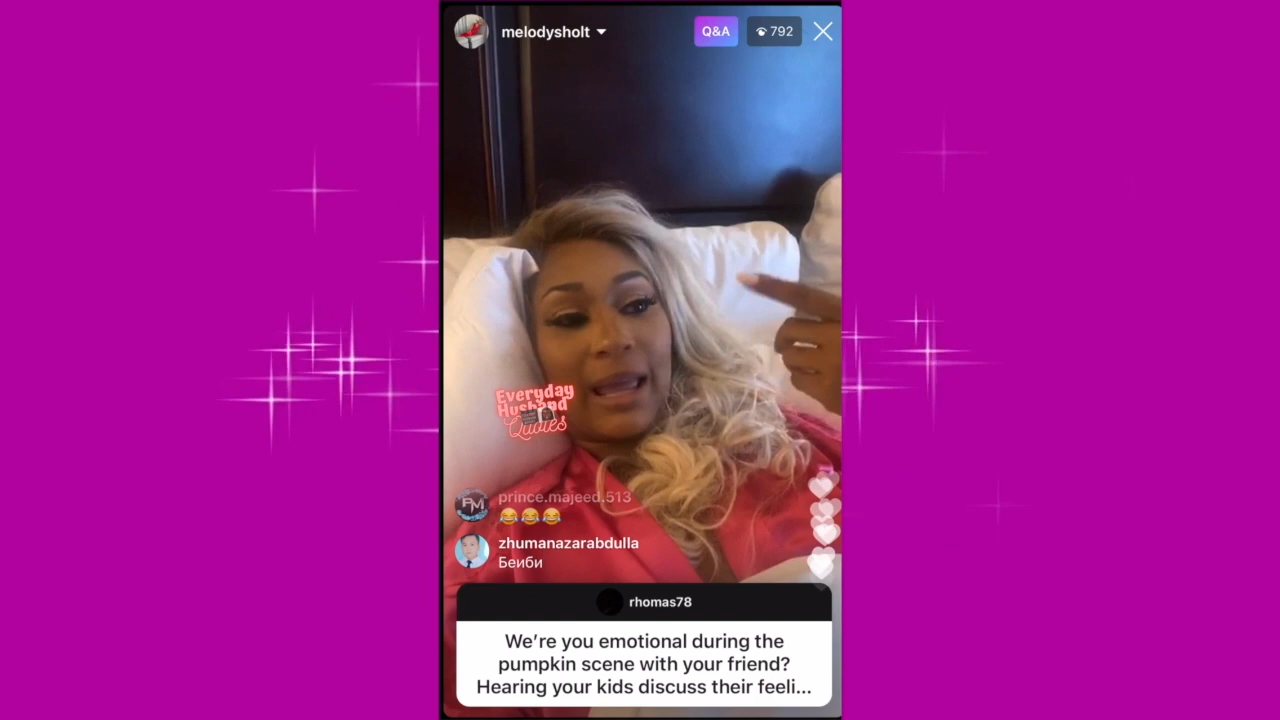 melodysholt
Q&A
792
Everyday
Husband
Quotes
prince.majeed.513
😂😂😂
zhumanazarabdulla
Беиби
rhomas78
We’re you emotional during the
pumpkin scene with your friend?
Hearing your kids discuss their feeli...